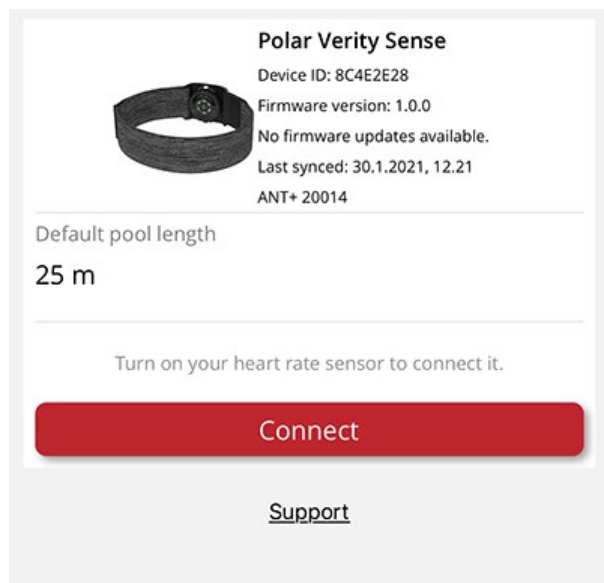 Polar Verity Sense
Device ID: 8C4E2E28
Firmware version: 1.0.0
No firmware updates available.
Last synced: 30.1.2021, 12.21
ANT+ 20014
Default pool length
25 m
Turn on your heart rate sensor to connect it.
Connect
Support